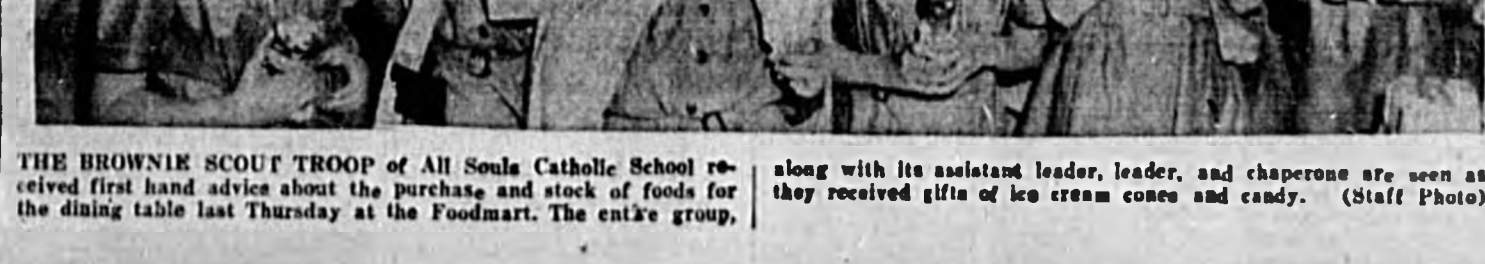 THE BROWNIE SCOUT TROOP of All Souls Catholic School re-
ceived first hand advice about the purchase and stock of foods for
the dining table last Thursday at the Foodmart. The entire group,
along with its assistant leader, leader, and chaperone are seen as
they received gifts of ice cream cones and candy. (Staff Photo)